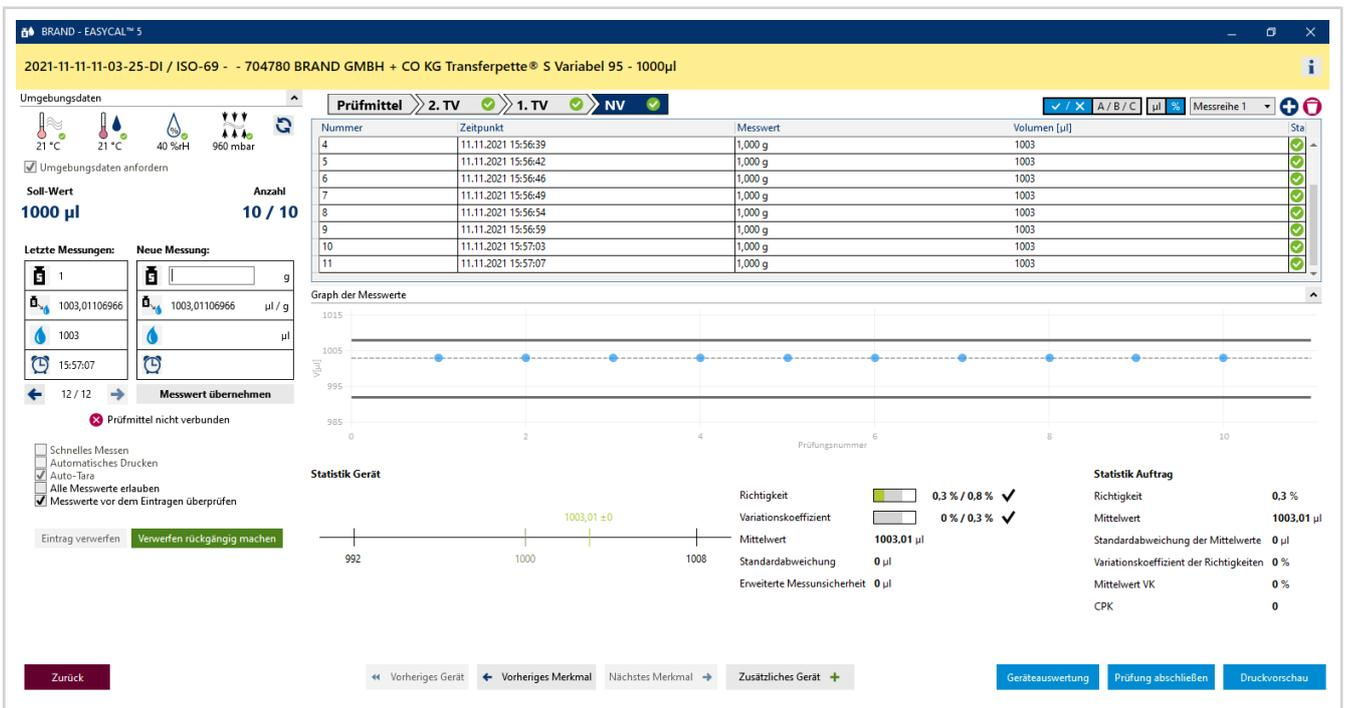 BRAND - EASYCAL™ 5
2021-11-11-11-03-25-DI / ISO-69 - - 704780 BRAND GMBH + CO KG Transferpette® S Variabel 95 - 1000µl
i
Umgebungsdaten
21 °C 21 °C 40 %rH 960 mbar
Umgebungsdaten anfordern
Soll-Wert Anzahl
1000 µl 10 / 10
Letzte Messungen: Neue Messung:
1 g
1003,01106966 1003,01106966 µl / g
1003 µl
15:57:07
12 / 12 Messwert übernehmen
Prüfmittel nicht verbunden
Schnelles Messen
Automatisches Drucken
Auto-Tara
Alle Messwerte erlauben
Messwerte vor dem Eintragen überprüfen
Eintrag verwerfen Verwerfen rückgängig machen
Prüfmittel 2. TV 1. TV NV
✓ / X A / B / C µl % Messreihe 1
Nummer Zeitpunkt Messwert Volumen [µl] Sta
4 11.11.2021 15:56:39 1,000 g 1003
5 11.11.2021 15:56:42 1,000 g 1003
6 11.11.2021 15:56:46 1,000 g 1003
7 11.11.2021 15:56:49 1,000 g 1003
8 11.11.2021 15:56:54 1,000 g 1003
9 11.11.2021 15:56:59 1,000 g 1003
10 11.11.2021 15:57:03 1,000 g 1003
11 11.11.2021 15:57:07 1,000 g 1003
Graph der Messwerte
1015
1005
995
985
V[µl]
0 2 4 6 8 10
Prüfungsnummer
Statistik Gerät
1003,01 ±0
992 1000 1008
Richtigkeit 0,3 % / 0,8 %
Variationskoeffizient 0 % / 0,3 %
Mittelwert 1003,01 µl
Standardabweichung 0 µl
Erweiterte Messunsicherheit 0 µl
Statistik Auftrag
Richtigkeit 0,3 %
Mittelwert 1003,01 µl
Standardabweichung der Mittelwerte 0 µl
Variationskoeffizient der Richtigkeiten 0 %
Mittelwert VK 0 %
CPK 0
Zurück Vorheriges Gerät Vorheriges Merkmal Nächstes Merkmal Zusätzliches Gerät Geräteauswertung Prüfung abschließen Druckvorschau